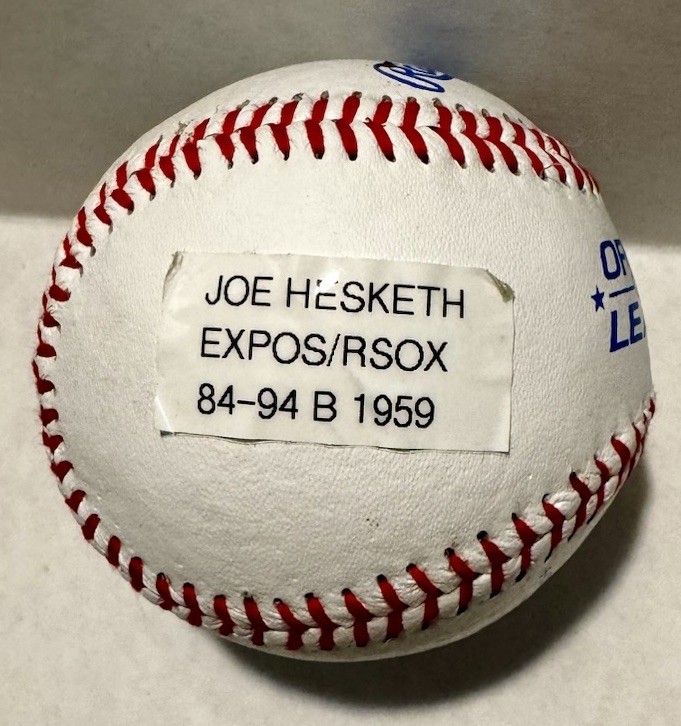 JOE HESKETH
EXPOS/RSOX
84-94 B 1959